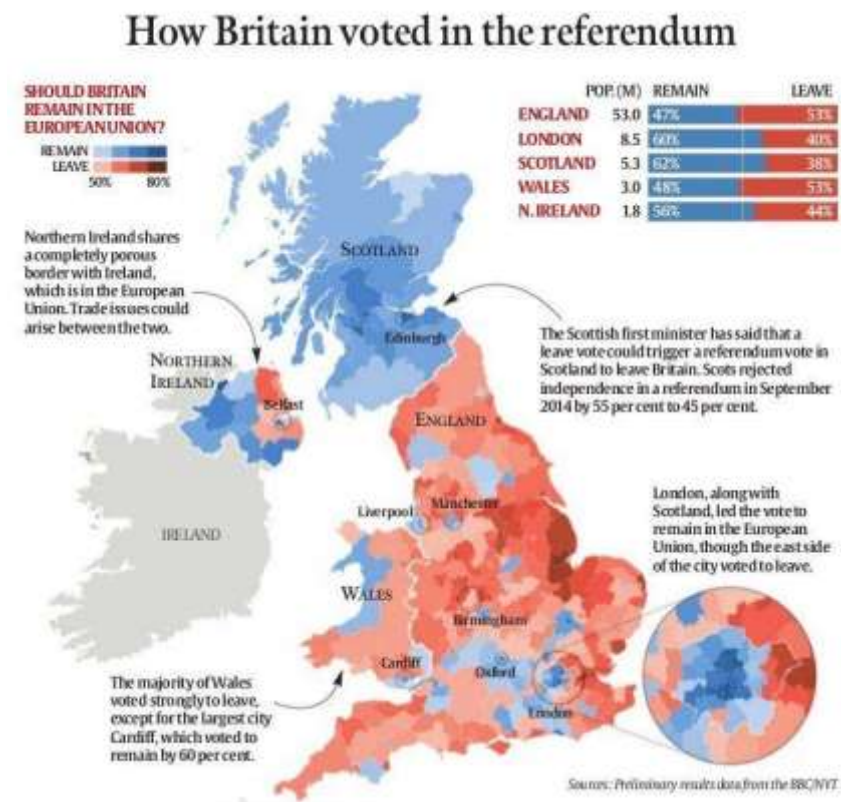 How Britain voted in the referendum
SHOULD BRITAIN
REMAIN IN THE
EUROPEAN UNION?
REMAIN
LEAVE
50% 80%
POP. (M) REMAIN LEAVE
ENGLAND 53.0 47% 53%
LONDON 8.5 60% 40%
SCOTLAND 5.3 62% 38%
WALES 3.0 48% 53%
N. IRELAND 1.8 56% 44%
Northern Ireland shares
a completely porous
border with Ireland,
which is in the European
Union. Trade issues could
arise between the two.
SCOTLAND
Edinburgh
The Scottish first minister has said that a
leave vote could trigger a referendum vote in
Scotland to leave Britain. Scots rejected
independence in a referendum in September
2014 by 55 per cent to 45 per cent.
NORTHERN
IRELAND
Belfast
ENGLAND
IRELAND
Liverpool
Manchester
London, along with
Scotland, led the vote to
remain in the European
Union, though the east side
of the city voted to leave.
WALES
Birmingham
Cardiff
Oxford
London
The majority of Wales
voted strongly to leave,
except for the largest city
Cardiff, which voted to
remain by 60 per cent.
Sources: Preliminary results data from the BBC/NYT